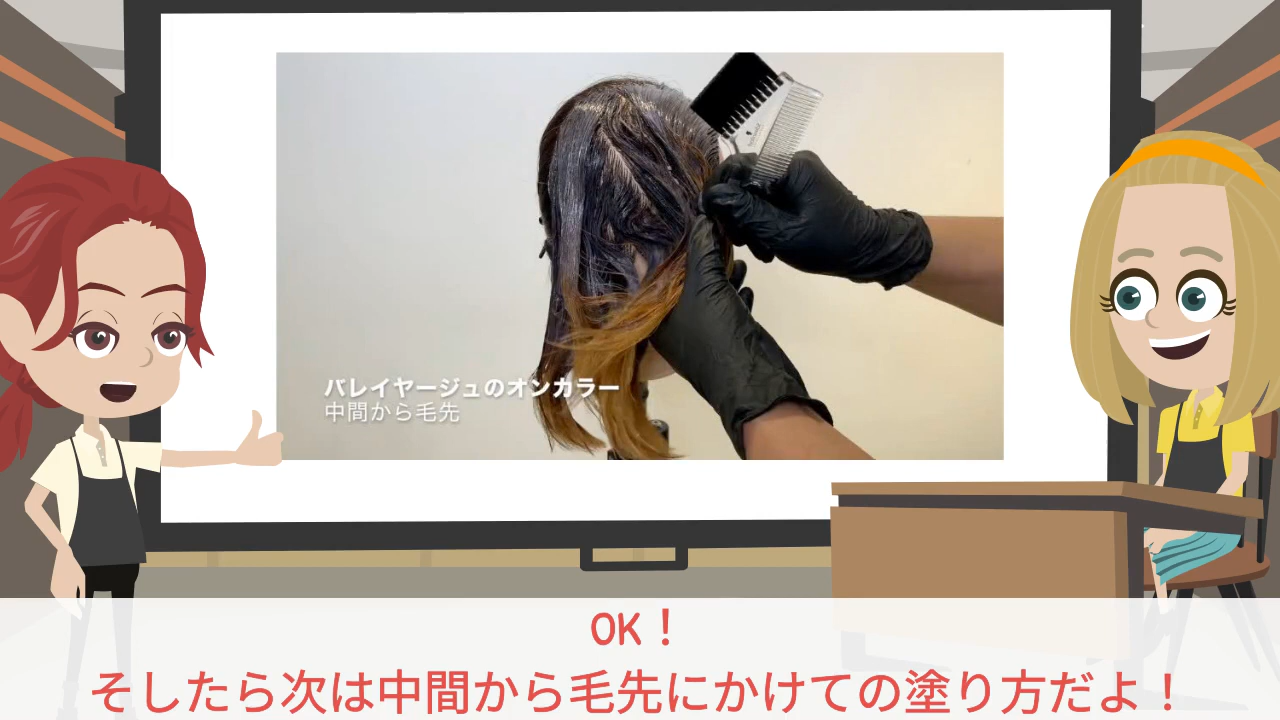 バレイヤージュのオンカラー
中間から毛先
OK！
そしたら次は中間から毛先にかけての塗り方だよ！